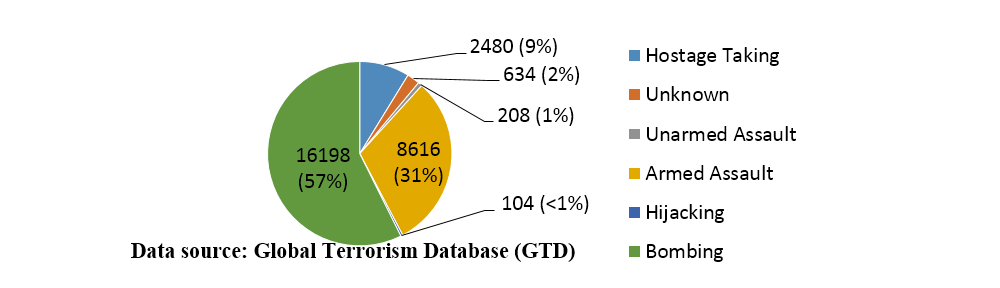 2480 (9%)
634 (2%)
208 (1%)
8616
(31%)
104 (<1%)
16198
(57%)
Hostage Taking
Unknown
Unarmed Assault
Armed Assault
Hijacking
Bombing
Data source: Global Terrorism Database (GTD)